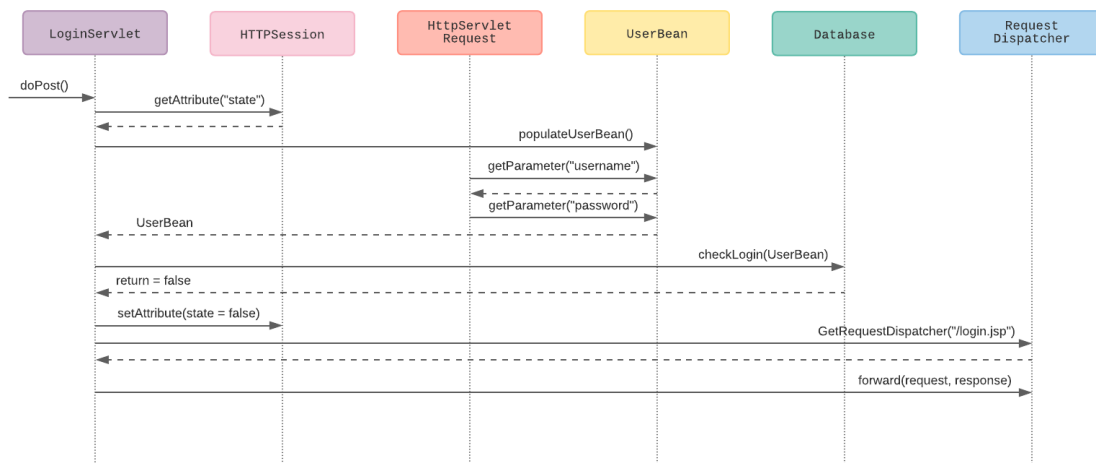 LoginServlet
HTTPSession
HttpServlet
Request
UserBean
Database
Request
Dispatcher
doPost()
getAttribute("state")
populateUserBean()
getParameter("username")
getParameter("password")
UserBean
checkLogin(UserBean)
return = false
setAttribute(state = false)
GetRequestDispatcher("/login.jsp")
forward(request, response)